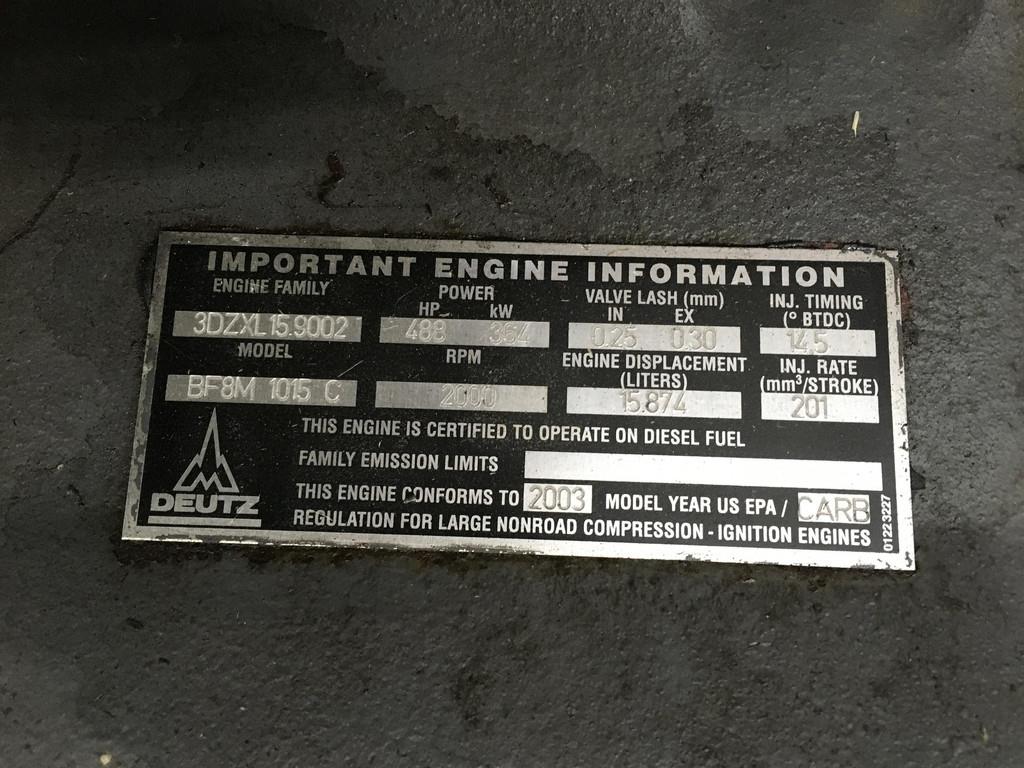 IMPORTANT ENGINE INFORMATION
ENGINE FAMILY POWER VALVE LASH (mm) INJ. TIMING
HP kW IN EX (° BTDC)
3DZXL15.9002 488 364 0.25 0.30 14.5
MODEL RPM ENGINE DISPLACEMENT INJ. RATE
(LITERS) (mm³/STROKE)
BF8M 1015 C 2000 15.874 201
THIS ENGINE IS CERTIFIED TO OPERATE ON DIESEL FUEL
FAMILY EMISSION LIMITS
DEUTZ
THIS ENGINE CONFORMS TO 2003 MODEL YEAR US EPA / CARB
REGULATION FOR LARGE NONROAD COMPRESSION - IGNITION ENGINES
0122 3227